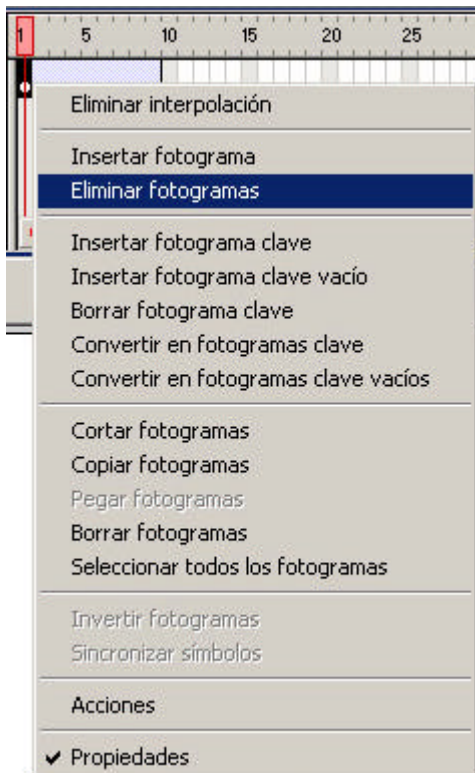 1 5 10 15 20 25
Eliminar interpolación
Insertar fotograma
Eliminar fotogramas
Insertar fotograma clave
Insertar fotograma clave vacío
Borrar fotograma clave
Convertir en fotogramas clave
Convertir en fotogramas clave vacíos
Cortar fotogramas
Copiar fotogramas
Pegar fotogramas
Borrar fotogramas
Seleccionar todos los fotogramas
Invertir fotogramas
Sincronizar símbolos
Acciones
Propiedades